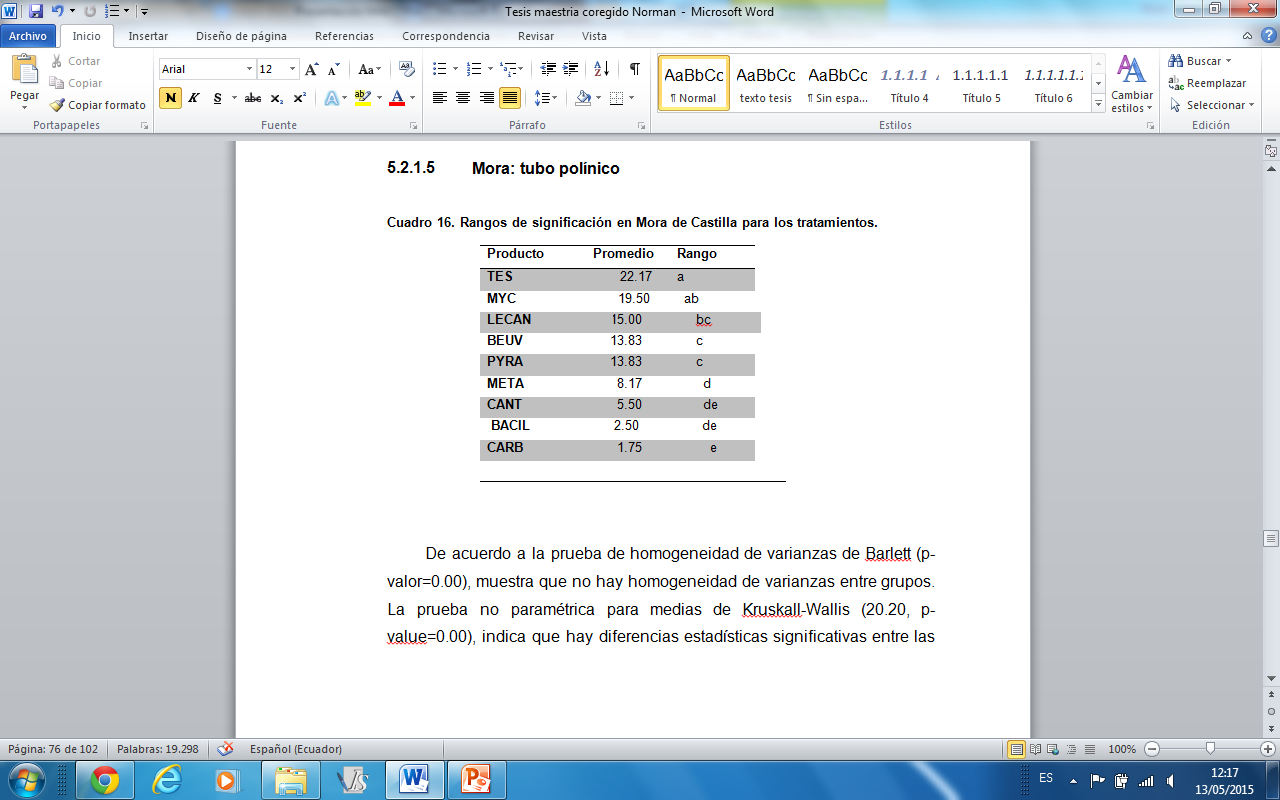 Tesis maestria coregido Norman - Microsoft Word
Archivo Inicio Insertar Diseño de página Referencias Correspondencia Revisar Vista
Pegar
Cortar
Copiar
Copiar formato
Portapapeles
Arial 12
N K S abc x₂ x²
Fuente
Párrafo
AaBbCc AaBbCc AaBbCc 1.1.1.1 1.1.1.1.1 1.1.1.1.1.
¶ Normal texto tesis ¶ Sin espa... Título 4 Título 5 Título 6
Estilos
Cambiar estilos
Buscar
Reemplazar
Seleccionar
Edición
5.2.1.5 Mora: tubo polínico
Cuadro 16. Rangos de significación en Mora de Castilla para los tratamientos.
Producto Promedio Rango
TES 22.17 a
MYC 19.50 ab
LECAN 15.00 bc
BEUV 13.83 c
PYRA 13.83 c
META 8.17 d
CANT 5.50 de
BACIL 2.50 de
CARB 1.75 e
De acuerdo a la prueba de homogeneidad de varianzas de Barlett (p-
valor=0.00), muestra que no hay homogeneidad de varianzas entre grupos.
La prueba no paramétrica para medias de Kruskall-Wallis (20.20, p-
value=0.00), indica que hay diferencias estadísticas significativas entre las
Página: 76 de 102 Palabras: 19.298 Español (Ecuador) 100%
ES 12:17
13/05/2015